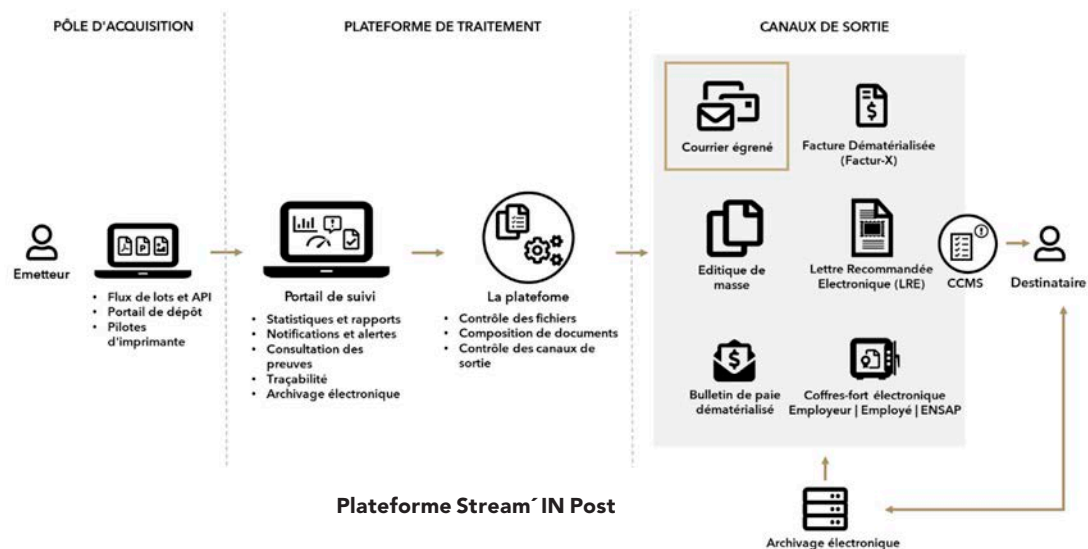 PÔLE D'ACQUISITION
PLATEFORME DE TRAITEMENT
CANAUX DE SORTIE
Emetteur
• Flux de lots et API
• Portail de dépôt
• Pilotes
d'imprimante
Portail de suivi
• Statistiques et rapports
• Notifications et alertes
• Consultation des
preuves
• Traçabilité
• Archivage électronique
La platefome
• Contrôle des fichiers
• Composition de documents
• Contrôle des canaux de
sortie
Courrier égrené
Facture Dématérialisée
(Factur-X)
Editique de
masse
Lettre Recommandée
Electronique (LRE)
Bulletin de paie
dématérialisé
Coffres-fort électronique
Employeur | Employé | ENSAP
CCMS
Destinataire
Archivage électronique
Plateforme Stream´ IN Post